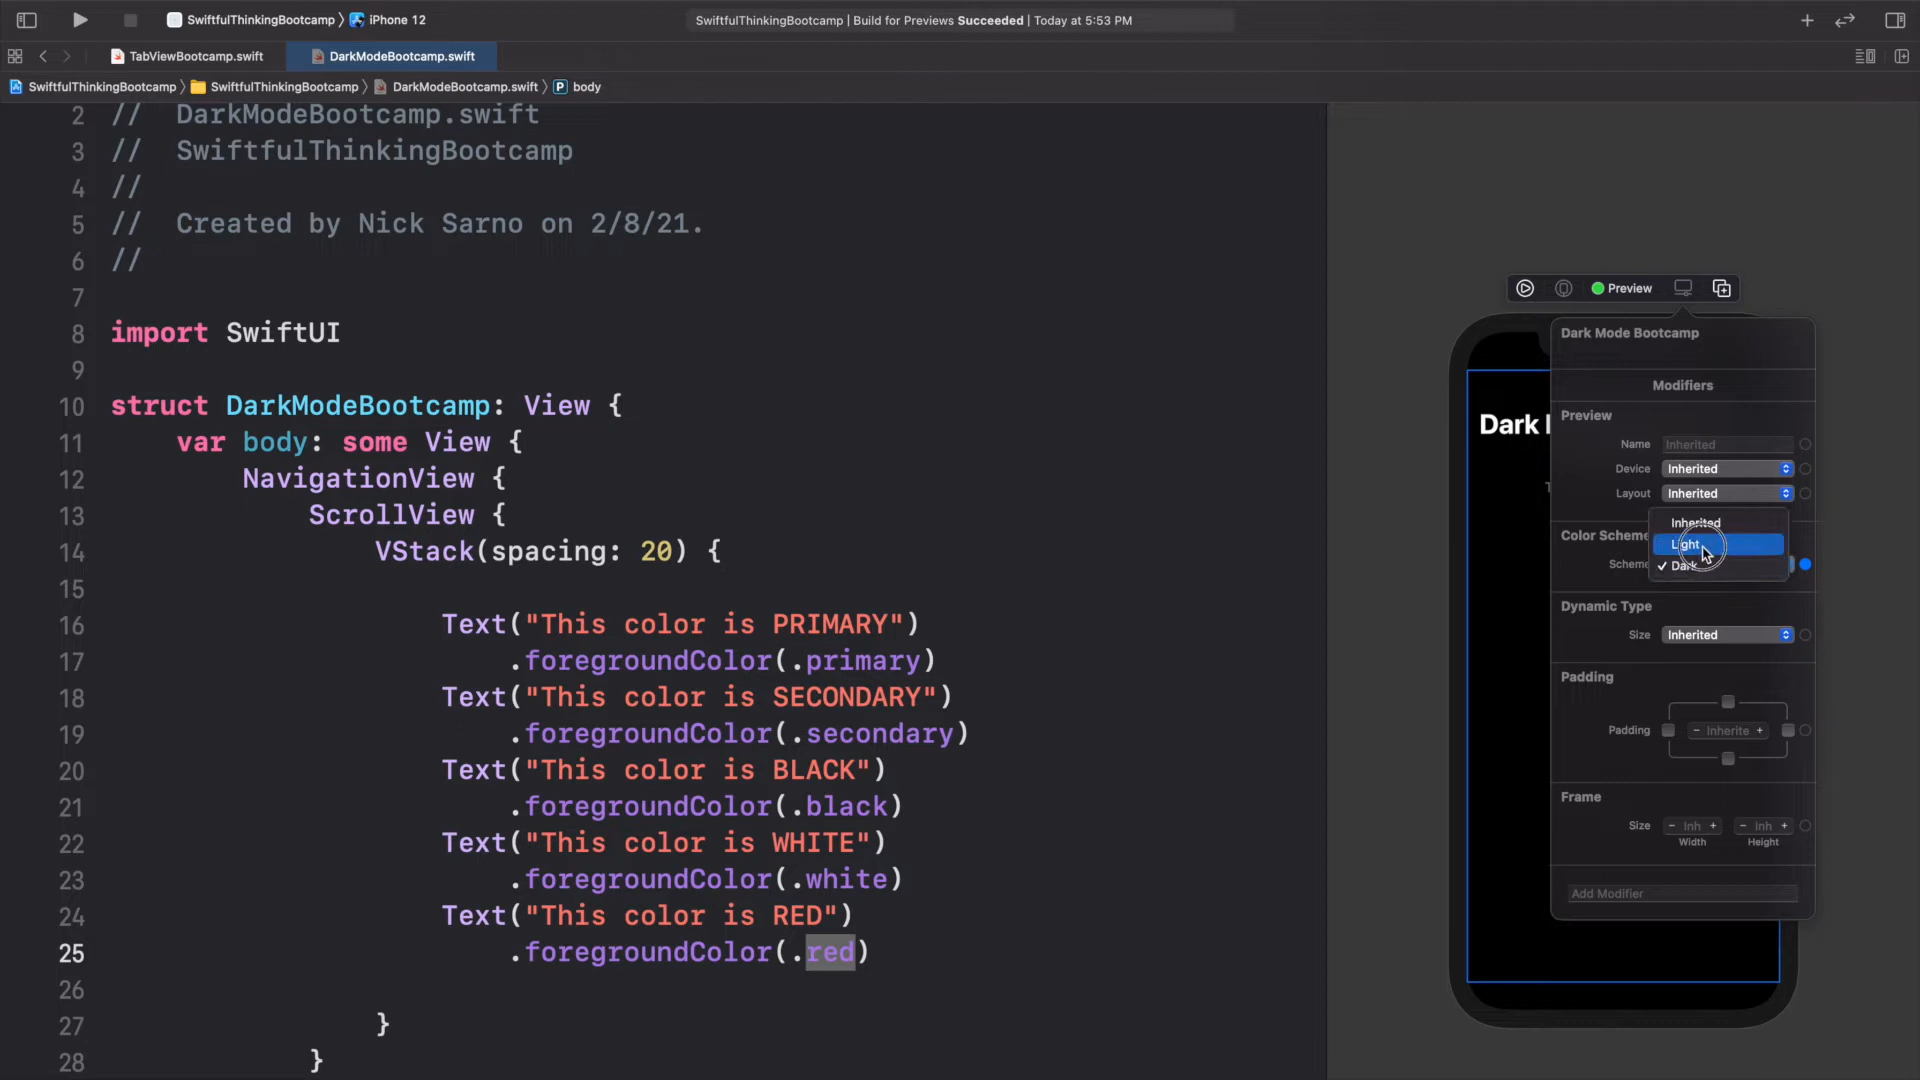 SwiftfulThinkingBootcamp
iPhone 12
SwiftfulThinkingBootcamp | Build for Previews Succeeded | Today at 5:53 PM
TabViewBootcamp.swift
DarkModeBootcamp.swift
SwiftfulThinkingBootcamp
SwiftfulThinkingBootcamp
DarkModeBootcamp.swift
P body
2 // DarkModeBootcamp.swift
3 // SwiftfulThinkingBootcamp
4 //
5 // Created by Nick Sarno on 2/8/21.
6 //
7
8 import SwiftUI
9
10 struct DarkModeBootcamp: View {
11 var body: some View {
12 NavigationView {
13 ScrollView {
14 VStack(spacing: 20) {
15
16 Text("This color is PRIMARY")
17 .foregroundColor(.primary)
18 Text("This color is SECONDARY")
19 .foregroundColor(.secondary)
20 Text("This color is BLACK")
21 .foregroundColor(.black)
22 Text("This color is WHITE")
23 .foregroundColor(.white)
24 Text("This color is RED")
25 .foregroundColor(.red)
26
27 }
28 }
Preview
Dark
Dark Mode Bootcamp
Modifiers
Preview
Name Inherited
Device Inherited
Layout Inherited
Inherited
Color Scheme
Light
Scheme ✓ Dark
Dynamic Type
Size Inherited
Padding
Padding - Inherite +
Frame
Size - Inh + - Inh +
Width Height
Add Modifier